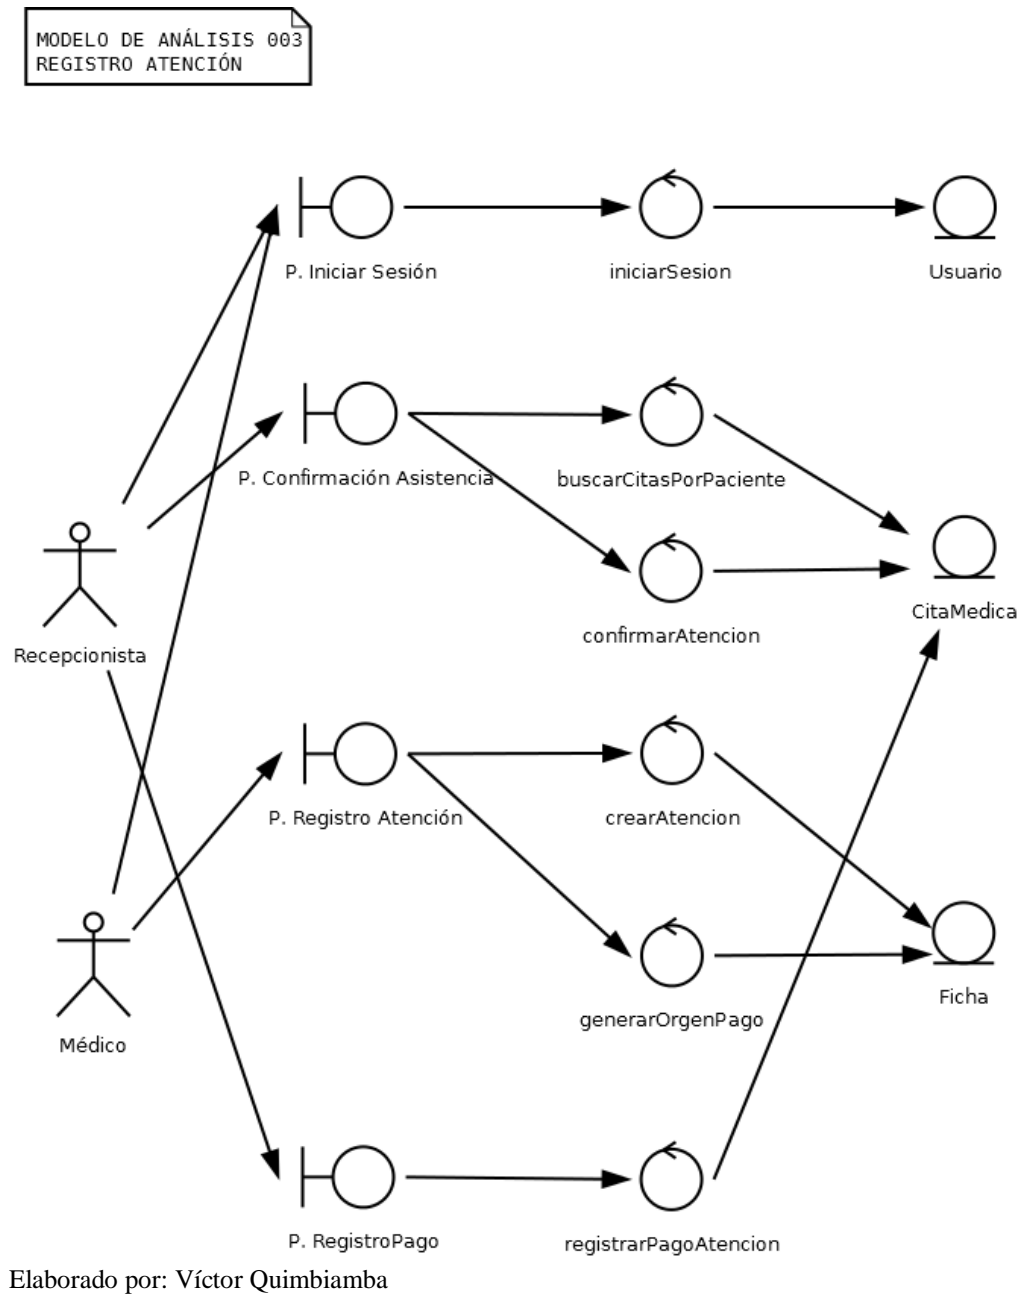 MODELO DE ANÁLISIS 003
REGISTRO ATENCIÓN
P. Iniciar Sesión
iniciarSesion
Usuario
P. Confirmación Asistencia
buscarCitasPorPaciente
confirmarAtencion
CitaMedica
Recepcionista
P. Registro Atención
crearAtencion
generarOrgenPago
Ficha
Médico
P. RegistroPago
registrarPagoAtencion
Elaborado por: Víctor Quimbiamba